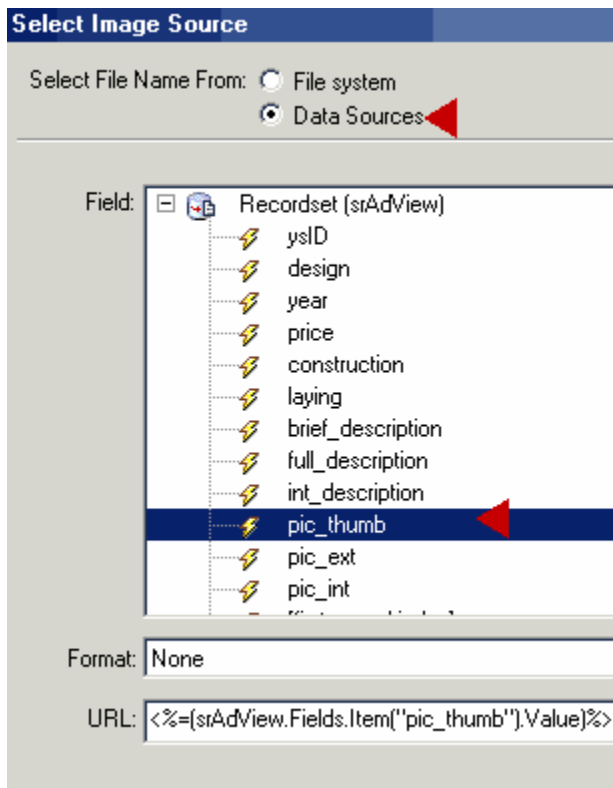 Select Image Source
Select File Name From: File system
Data Sources
Field: Recordset (srAdView)
ysID
design
year
price
construction
laying
brief_description
full_description
int_description
pic_thumb
pic_ext
pic_int
Format: None
URL: <%=(srAdView.Fields.Item("pic_thumb").Value)%>